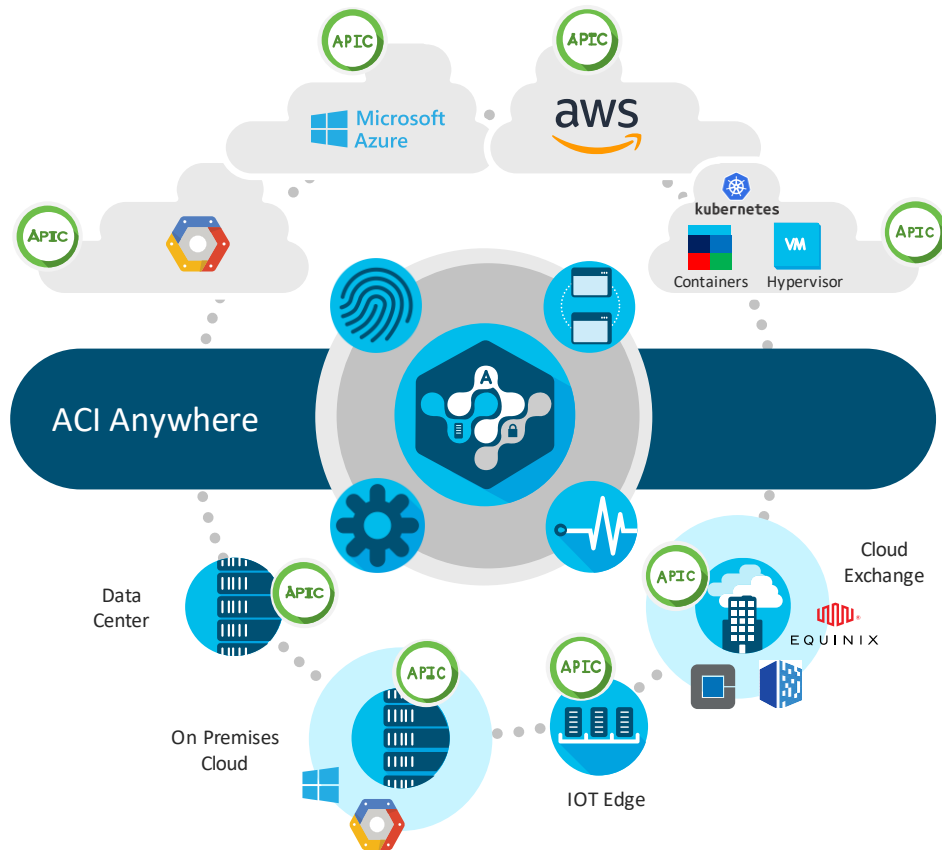 APIC
APIC
Microsoft
Azure
aws
APIC
kubernetes
VM
Containers
Hypervisor
APIC
A
ACI Anywhere
Data
Center
APIC
APIC
Cloud
Exchange
EQUINIX
On Premises
Cloud
APIC
APIC
IOT Edge